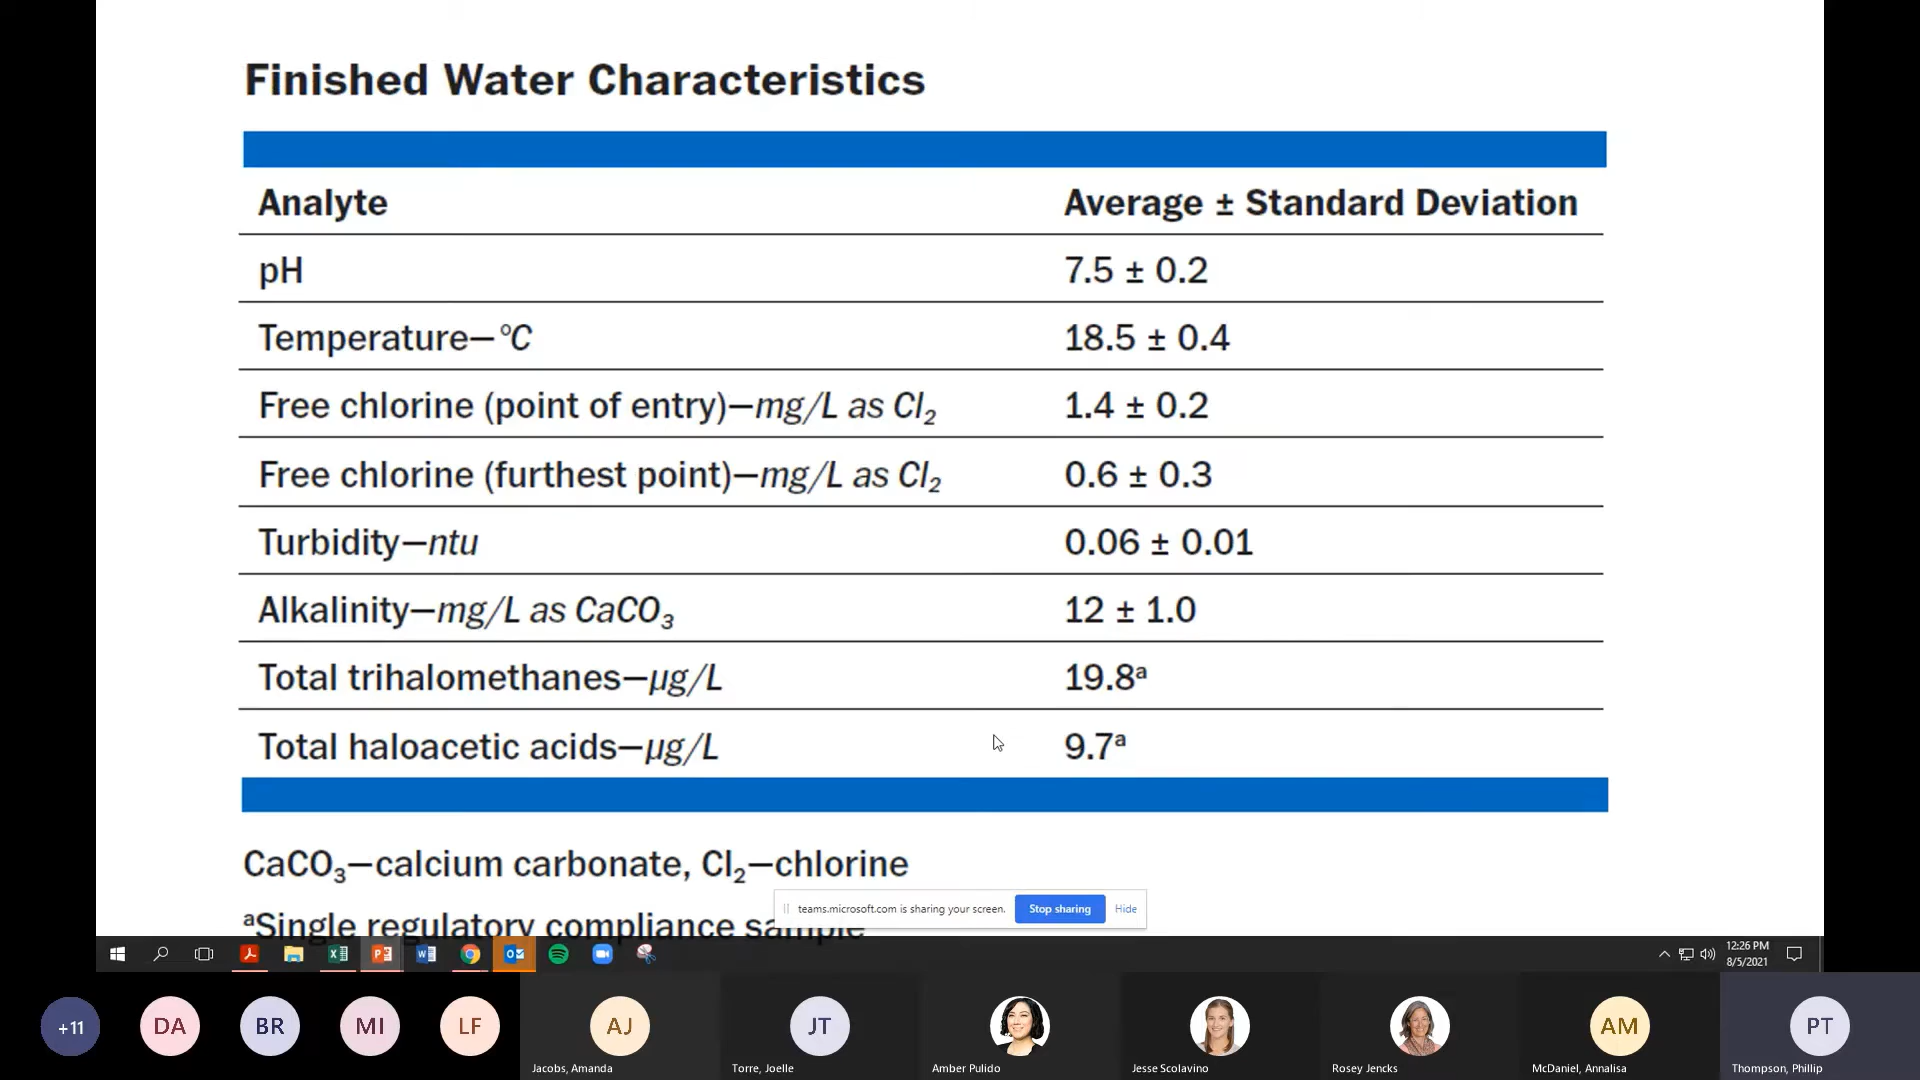 Finished Water Characteristics
Analyte Average ± Standard Deviation
pH 7.5 ± 0.2
Temperature—°C 18.5 ± 0.4
Free chlorine (point of entry)—mg/L as Cl₂ 1.4 ± 0.2
Free chlorine (furthest point)—mg/L as Cl₂ 0.6 ± 0.3
Turbidity—ntu 0.06 ± 0.01
Alkalinity—mg/L as CaCO₃ 12 ± 1.0
Total trihalomethanes—µg/L 19.8ᵃ
Total haloacetic acids—µg/L 9.7ᵃ
CaCO₃—calcium carbonate, Cl₂—chlorine
teams.microsoft.com is sharing your screen. Stop sharing Hide
ᵃSingle regulatory compliance sample
12:26 PM
8/5/2021
+11 DA BR MI LF AJ JT AM PT
Jacobs, Amanda Torre, Joelle Amber Pulido Jesse Scolavino Rosey Jencks McDaniel, Annalisa Thompson, Phillip